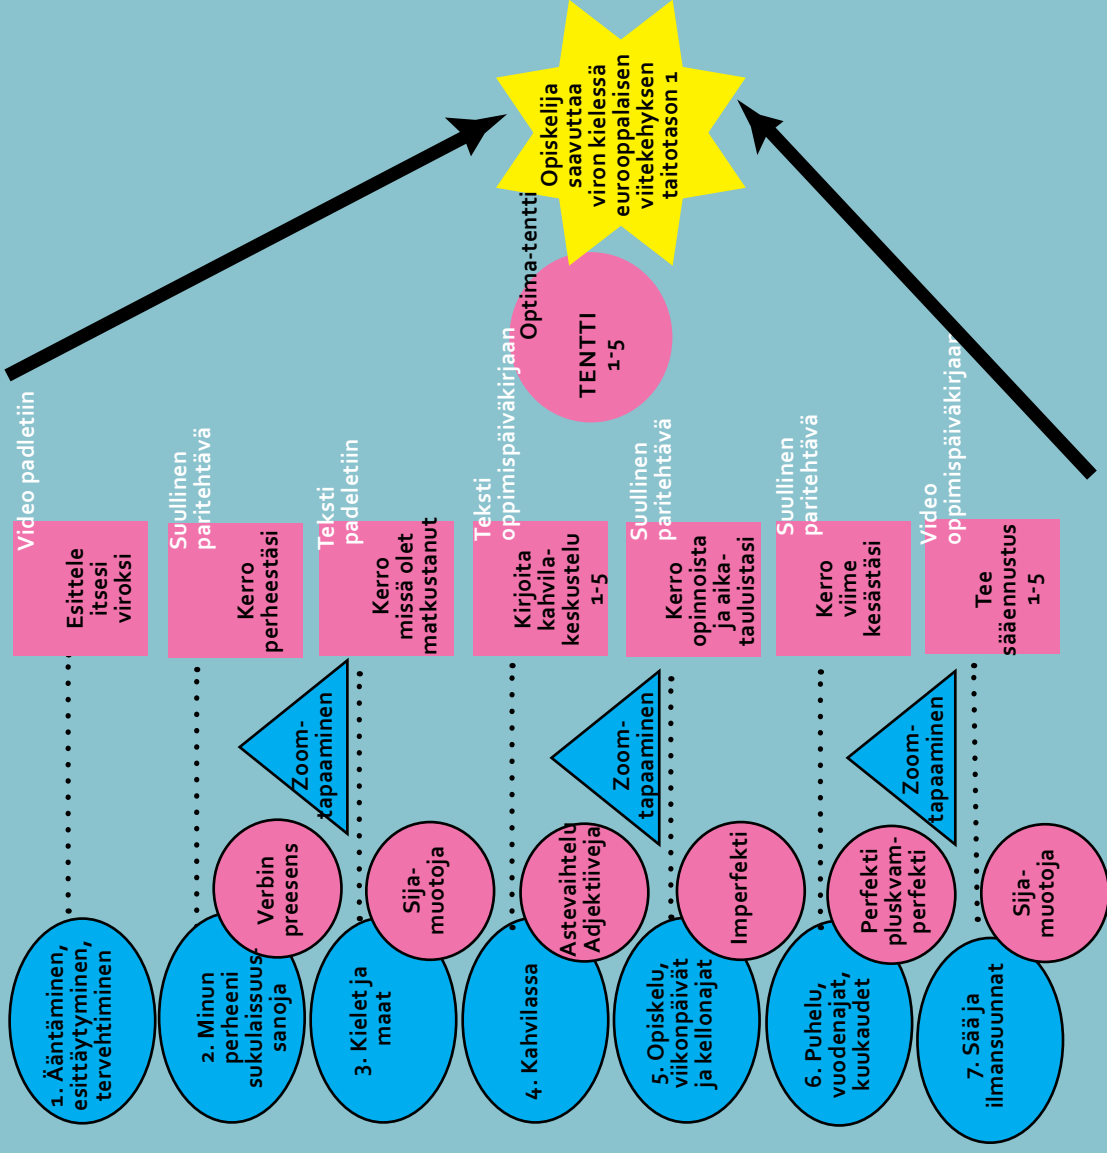 1. Ääntäminen,
esittäytyminen,
tervehtiminen
Esittele
itsesi
viroksi
Video padletiin
2. Minun
perheeni
sukulaissuus-
sanoja
Verbin
preesens
Kerro
perheestäsi
Suullinen
paritehtävä
Zoom-
tapaaminen
3. Kielet ja
maat
Sija-
muotoja
Kerro
missä olet
matkustanut
Teksti
padeletiin
4. Kahvilassa
Astevaihtelu
Adjektiiveja
Kirjoita
kahvila-
keskustelu
1-5
Teksti
oppimispäiväkirjaan
Zoom-
tapaaminen
5. Opiskelu,
viikonpäivät
ja kellonajat
Imperfekti
Kerro
opinnoista
ja aika-
tauluistasi
Suullinen
paritehtävä
6. Puhelu,
vuodenajat,
kuukaudet
Perfekti
pluskvam-
perfekti
Kerro
viime
kesästäsi
Suullinen
paritehtävä
Zoom-
tapaaminen
7. Sää ja
ilmansuunnat
Sija-
muotoja
Tee
sääennustus
1-5
Video
oppimispäiväkirjaan
Optima-tentti
TENTTI
1-5
Opiskelija
saavuttaa
viron kielessä
eurooppalaisen
viitekehyksen
taitotason 1